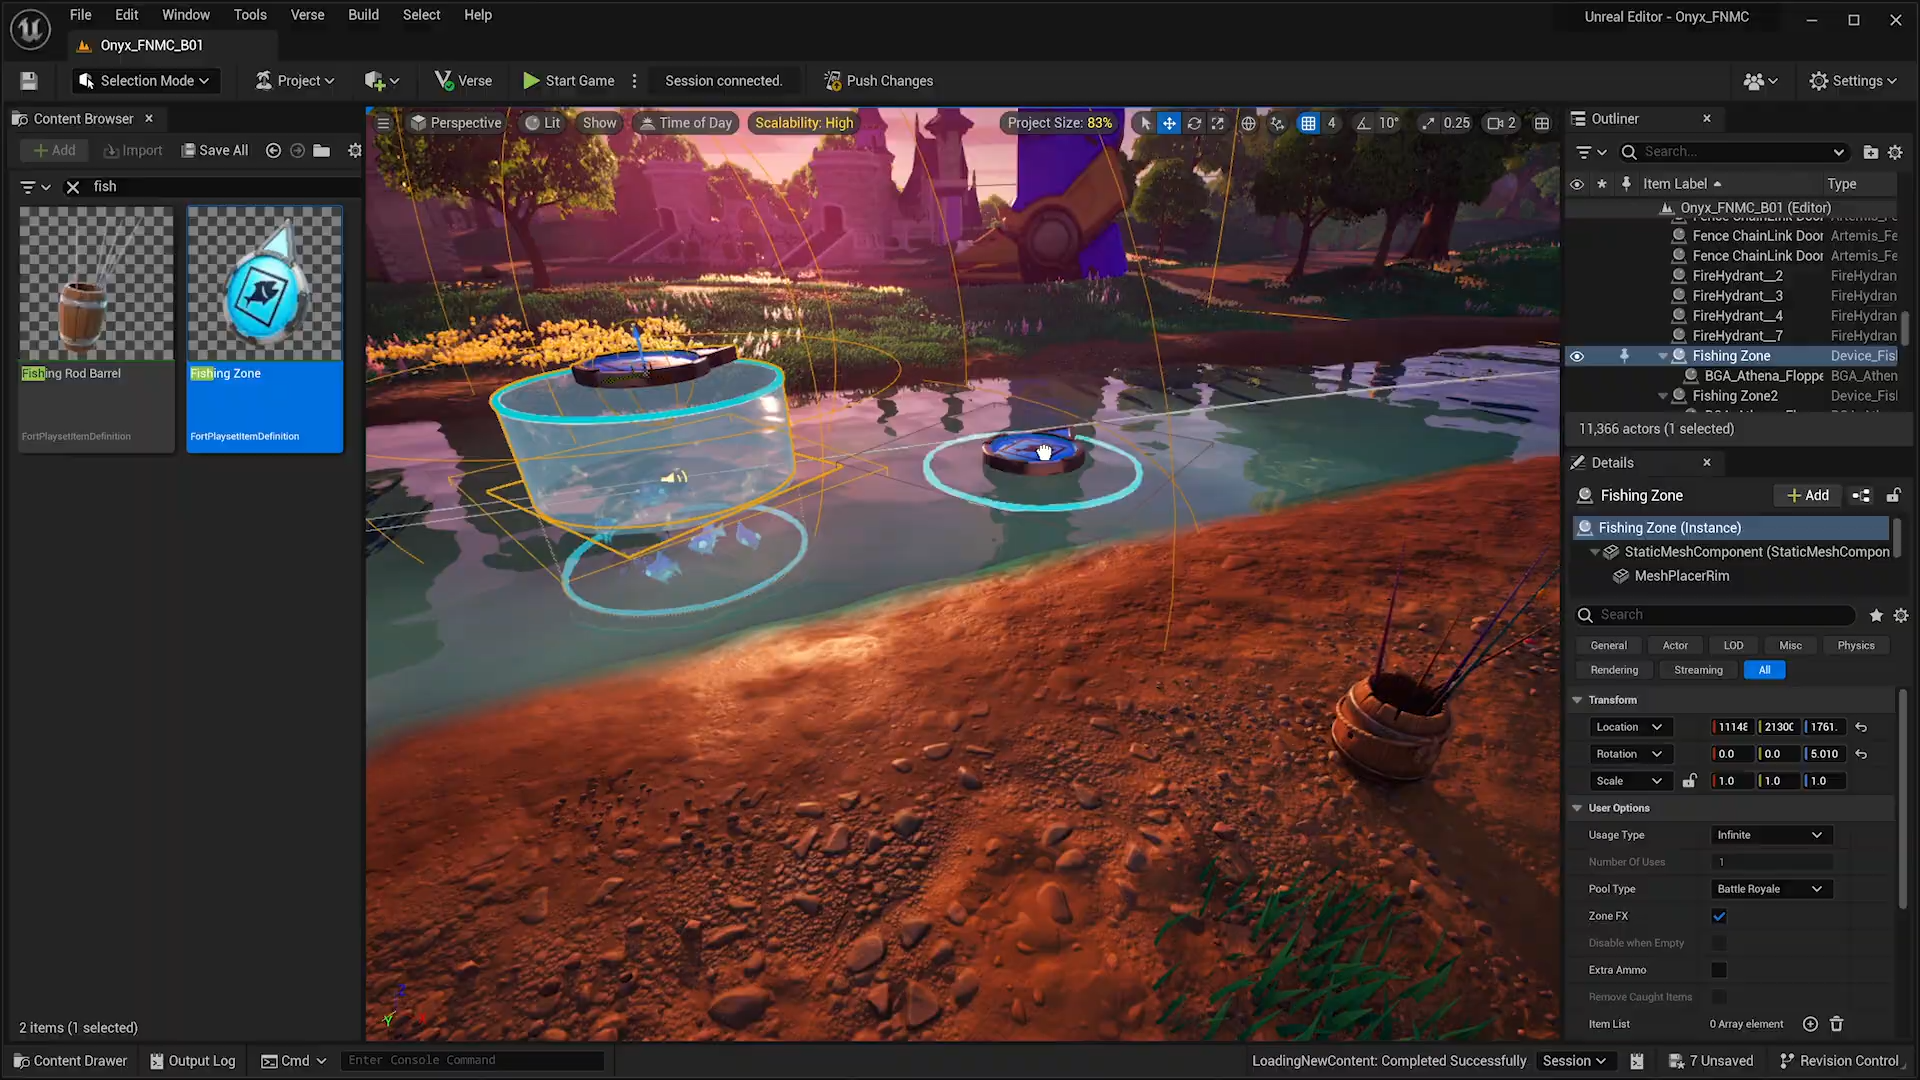 File Edit Window Tools Verse Build Select Help
Unreal Editor - Onyx_FNMC
Onyx_FNMC_B01
Selection Mode
Project
Verse
Start Game
Session connected.
Push Changes
Settings
Content Browser
Add
Import
Save All
fish
Fishing Rod Barrel
FortPlaysetItemDefinition
Fishing Zone
FortPlaysetItemDefinition
2 items (1 selected)
Perspective
Lit
Show
Time of Day
Scalability: High
Project Size: 83%
4
10°
0.25
2
Outliner
Search...
Item Label
Type
Onyx_FNMC_B01 (Editor)
Fence ChainLink Door Artemis_Fe
Fence ChainLink Door Artemis_Fe
Fence ChainLink Door Artemis_Fe
FireHydrant__2 FireHydran
FireHydrant__3 FireHydran
FireHydrant__4 FireHydran
FireHydrant__7 FireHydran
Fishing Zone Device_Fis
BGA_Athena_Floppe BGA_Athen
Fishing Zone2 Device_Fis
11,366 actors (1 selected)
Details
Fishing Zone
Add
Fishing Zone (Instance)
StaticMeshComponent (StaticMeshCompon
MeshPlacerRim
Search
General Actor LOD Misc Physics
Rendering Streaming All
Transform
Location 11148 21300 1761.
Rotation 0.0 0.0 5.010
Scale 1.0 1.0 1.0
User Options
Usage Type Infinite
Number Of Uses 1
Pool Type Battle Royale
Zone FX
Disable when Empty
Extra Ammo
Remove Caught Items
Item List 0 Array element
Content Drawer
Output Log
Cmd
Enter Console Command
LoadingNewContent: Completed Successfully
Session
7 Unsaved
Revision Control